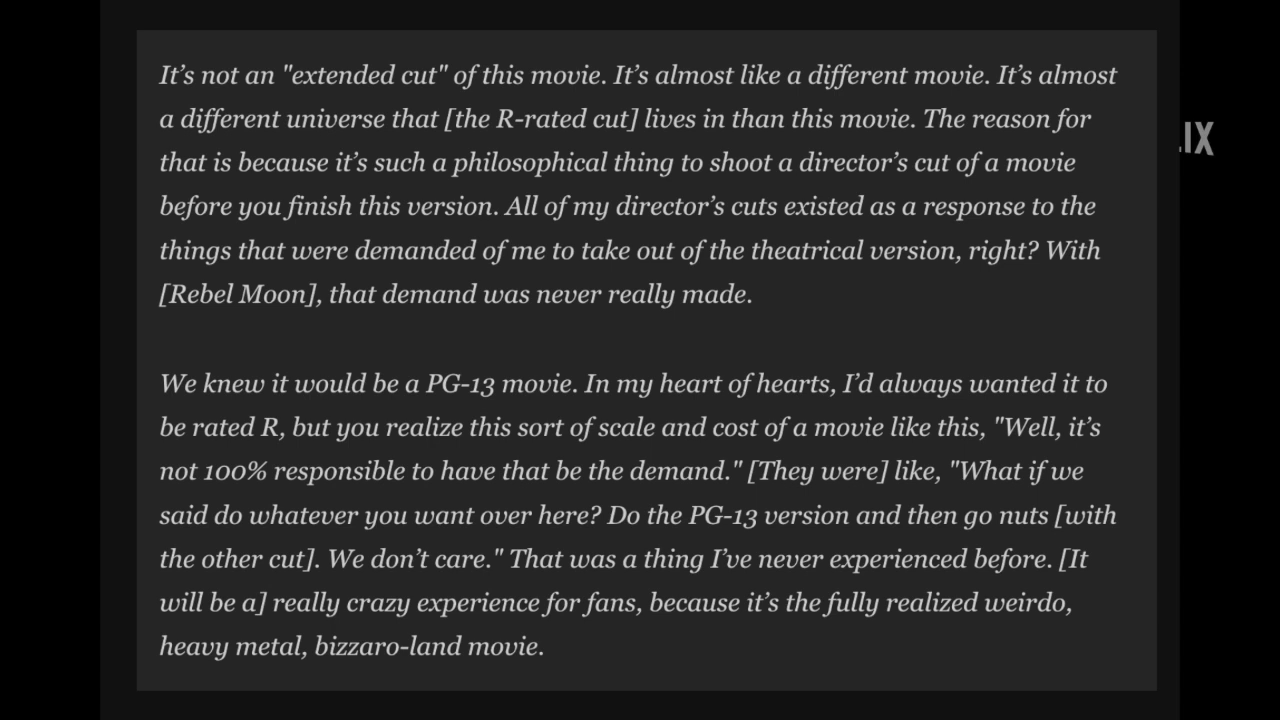 It’s not an "extended cut" of this movie. It’s almost like a different movie. It’s almost
a different universe that [the R-rated cut] lives in than this movie. The reason for
that is because it’s such a philosophical thing to shoot a director’s cut of a movie
before you finish this version. All of my director’s cuts existed as a response to the
things that were demanded of me to take out of the theatrical version, right? With
[Rebel Moon], that demand was never really made.
We knew it would be a PG-13 movie. In my heart of hearts, I’d always wanted it to
be rated R, but you realize this sort of scale and cost of a movie like this, "Well, it’s
not 100% responsible to have that be the demand." [They were] like, "What if we
said do whatever you want over here? Do the PG-13 version and then go nuts [with
the other cut]. We don’t care." That was a thing I’ve never experienced before. [It
will be a] really crazy experience for fans, because it’s the fully realized weirdo,
heavy metal, bizzaro-land movie.